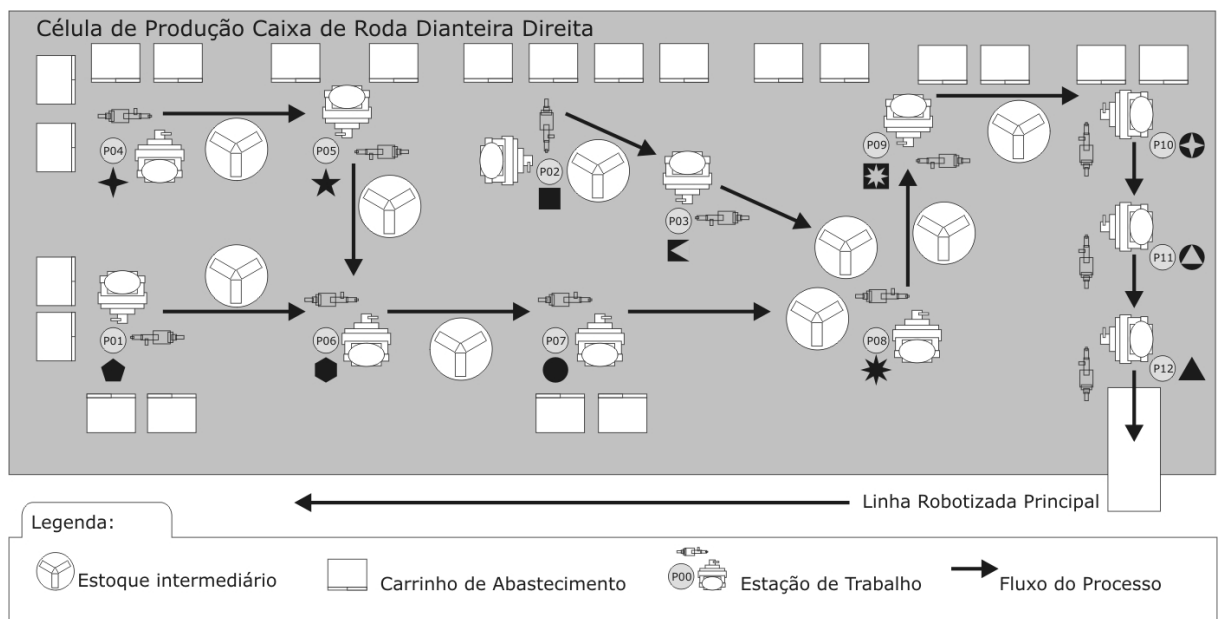 Célula de Produção Caixa de Roda Dianteira Direita
P04
P05
P02
P03
P09
P10
P11
P01
P06
P07
P08
P12
Linha Robotizada Principal
Legenda:
Estoque intermediário
Carrinho de Abastecimento
P00
Estação de Trabalho
Fluxo do Processo